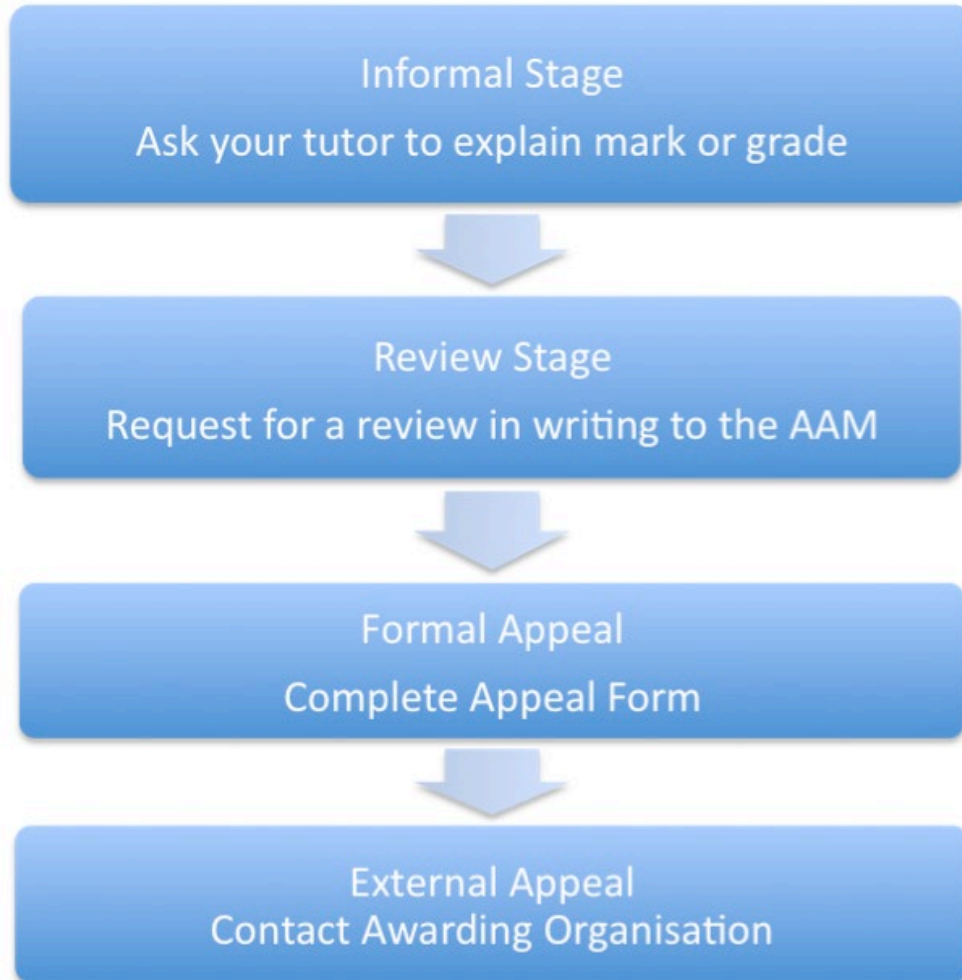 Informal Stage
Ask your tutor to explain mark or grade
Review Stage
Request for a review in writing to the AAM
Formal Appeal
Complete Appeal Form
External Appeal
Contact Awarding Organisation